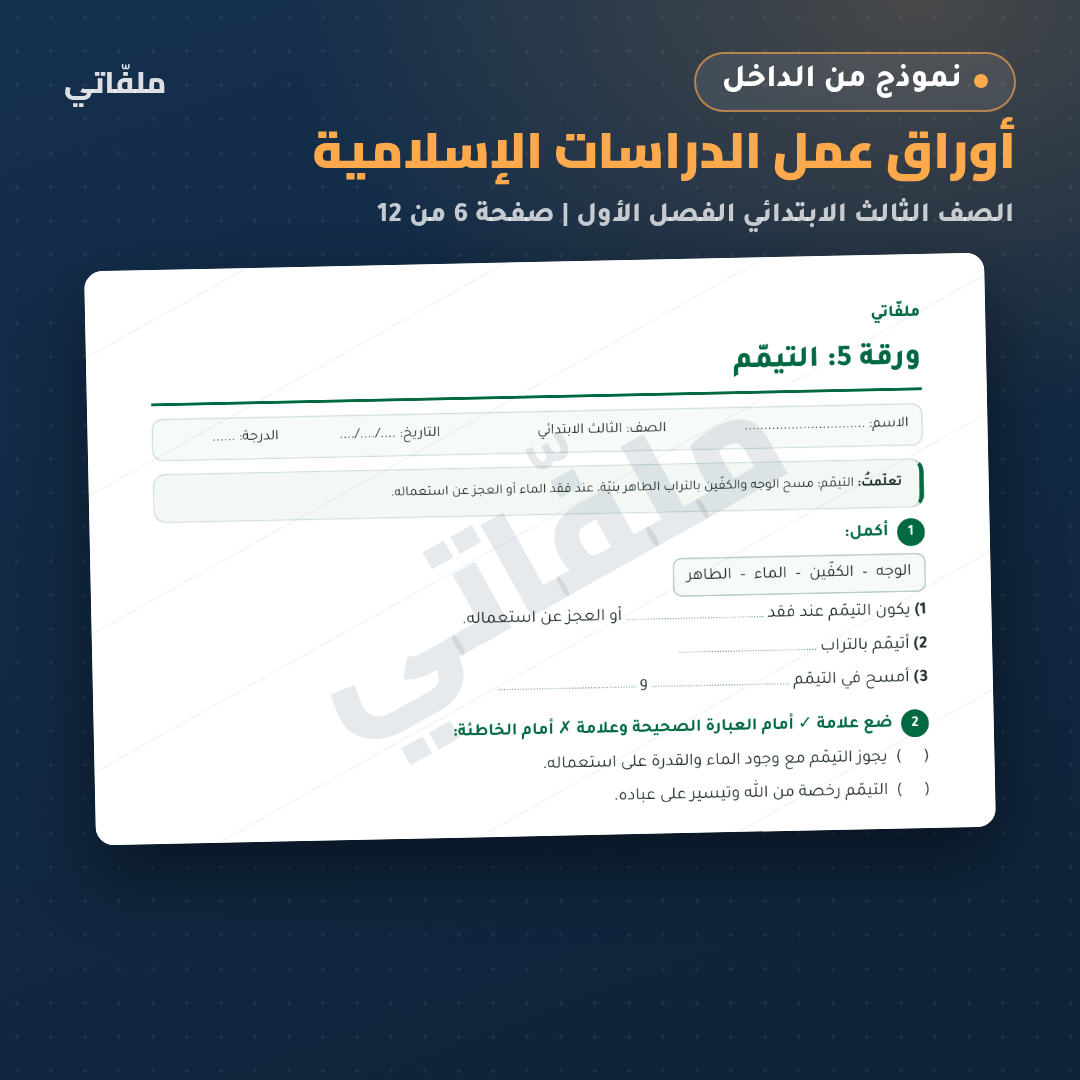 نموذج من الداخل
ملفّاتي
أوراق عمل الدراسات الإسلامية
الصف الثالث الابتدائي الفصل الأول | صفحة 6 من 12
ملفّاتي
ورقة 5: التيمّم
الاسم: .............................. الصف: الثالث الابتدائي التاريخ: ..../..../.... الدرجة: ......
تعلّمتُ: التيمّم: مسح الوجه والكفّين بالتراب الطاهر بنيّة، عند فقد الماء أو العجز عن استعماله.
1 أكمل:
الوجه - الكفّين - الماء - الطاهر
1) يكون التيمّم عند فقد .............................. أو العجز عن استعماله.
2) أتيمّم بالتراب ..............................
3) أمسح في التيمّم .............................. و ..............................
2 ضع علامة ✓ أمام العبارة الصحيحة وعلامة ✗ أمام الخاطئة:
( ) يجوز التيمّم مع وجود الماء والقدرة على استعماله.
( ) التيمّم رخصة من الله وتيسير على عباده.
ملفّاتي